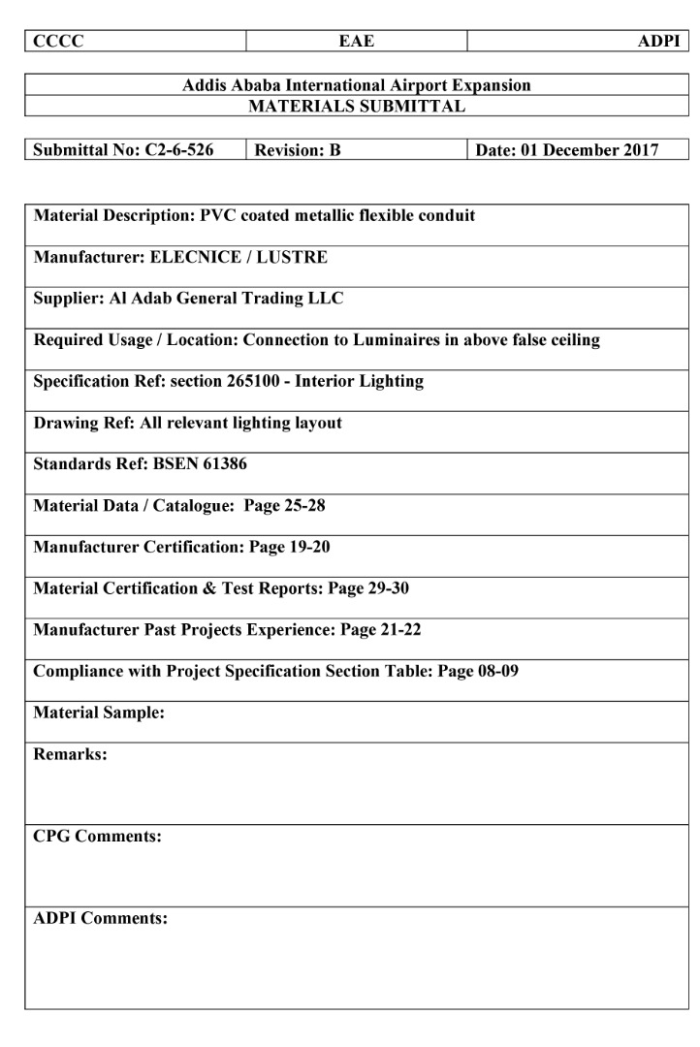 CCCC EAE ADPI
Addis Ababa International Airport Expansion
MATERIALS SUBMITTAL
Submittal No: C2-6-526 Revision: B Date: 01 December 2017
Material Description: PVC coated metallic flexible conduit
Manufacturer: ELECNICE / LUSTRE
Supplier: Al Adab General Trading LLC
Required Usage / Location: Connection to Luminaires in above false ceiling
Specification Ref: section 265100 - Interior Lighting
Drawing Ref: All relevant lighting layout
Standards Ref: BSEN 61386
Material Data / Catalogue: Page 25-28
Manufacturer Certification: Page 19-20
Material Certification & Test Reports: Page 29-30
Manufacturer Past Projects Experience: Page 21-22
Compliance with Project Specification Section Table: Page 08-09
Material Sample:
Remarks:
CPG Comments:
ADPI Comments: